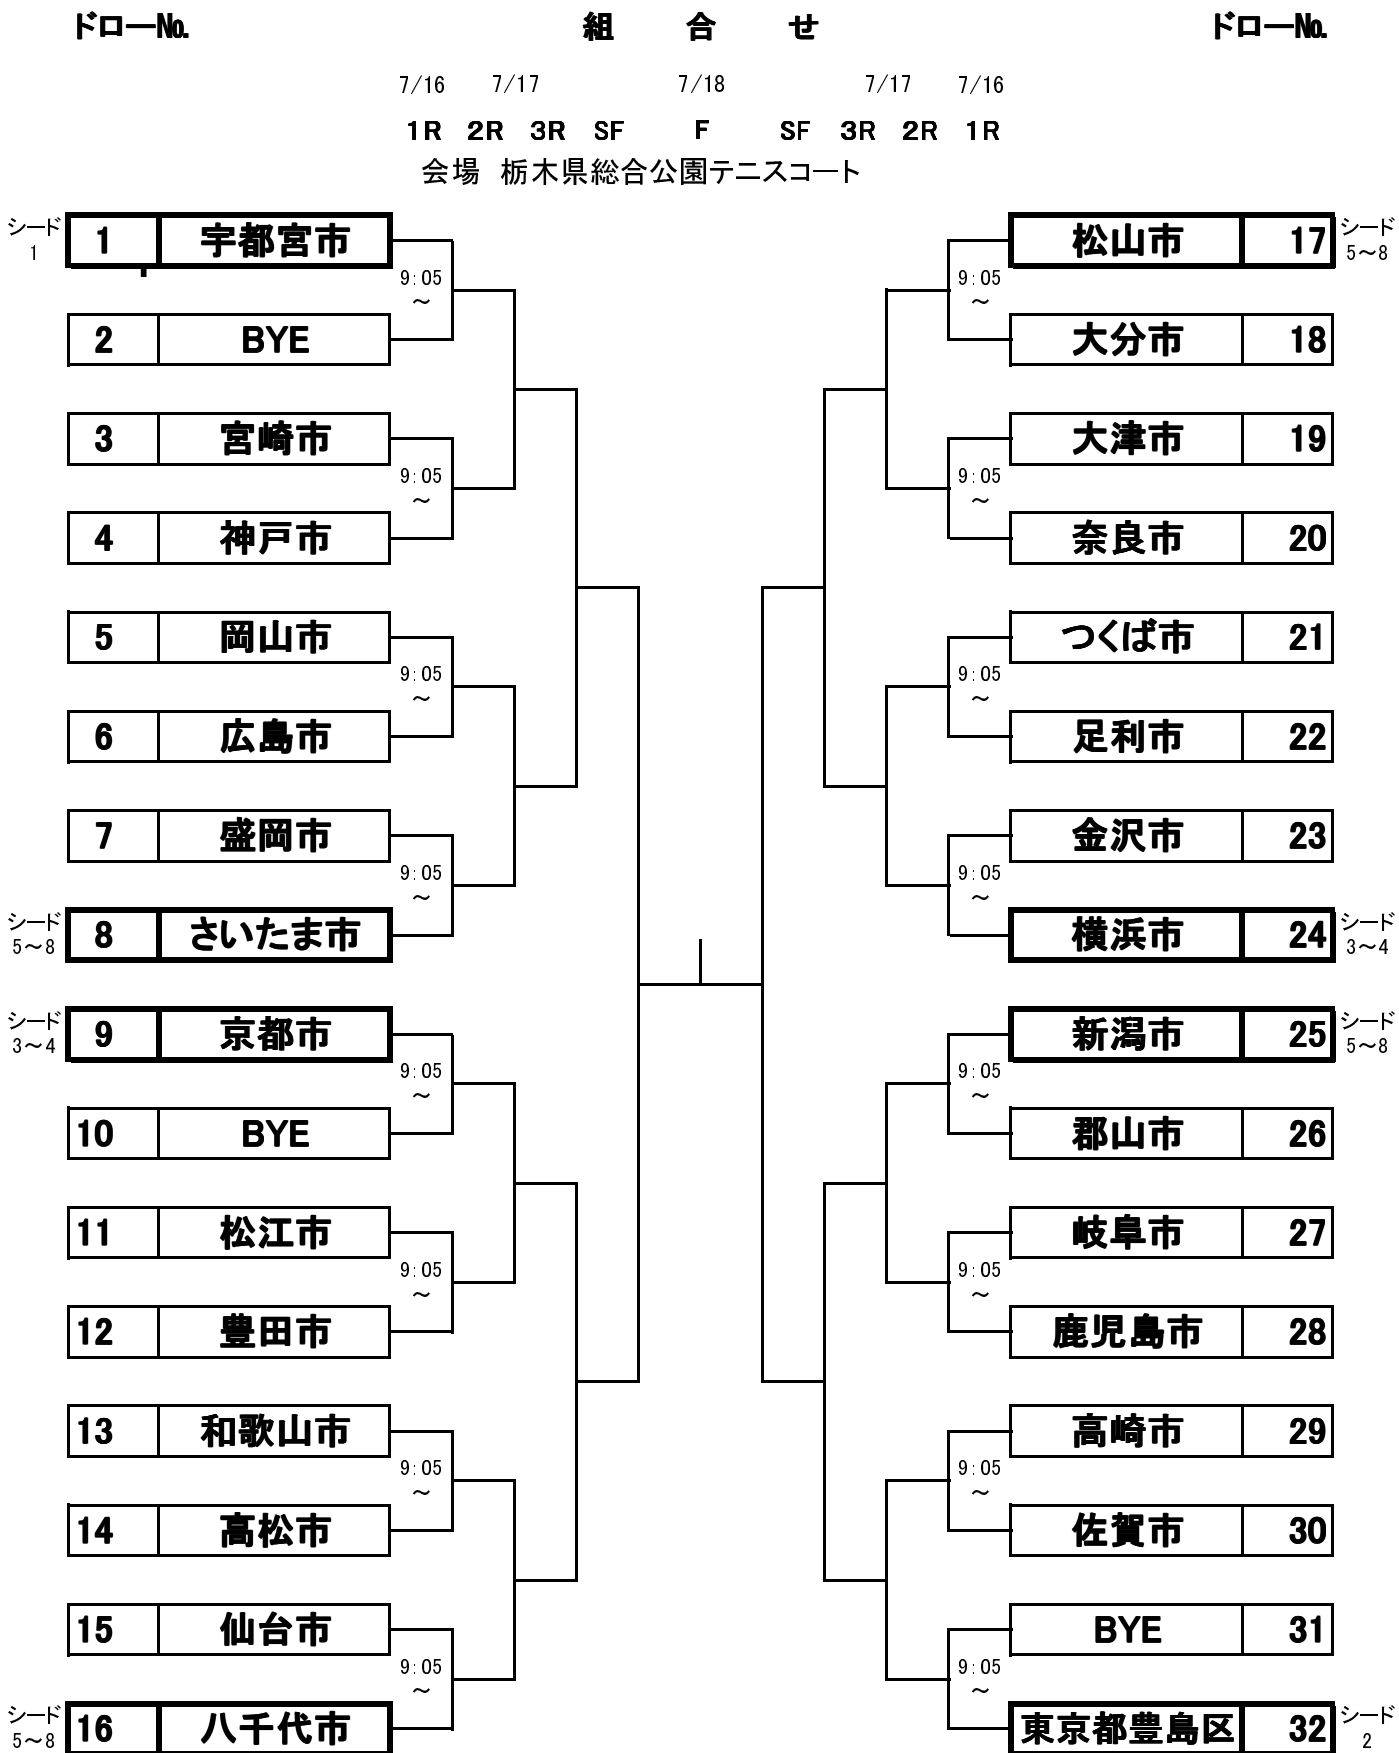 ドローNo. 組 合 せ ドローNo.
7/16 7/17 7/18 7/17 7/16
1R 2R 3R SF F SF 3R 2R 1R
会場 栃木県総合公園テニスコート
シード 1 1 宇都宮市 松山市 17 シード 5～8
9:05～ 9:05～
2 BYE 大分市 18
3 宮崎市 大津市 19
9:05～ 9:05～
4 神戸市 奈良市 20
5 岡山市 つくば市 21
9:05～ 9:05～
6 広島市 足利市 22
7 盛岡市 金沢市 23
9:05～ 9:05～
シード 5～8 8 さいたま市 横浜市 24 シード 3～4
シード 3～4 9 京都市 新潟市 25 シード 5～8
9:05～ 9:05～
10 BYE 郡山市 26
11 松江市 岐阜市 27
9:05～ 9:05～
12 豊田市 鹿児島市 28
13 和歌山市 高崎市 29
9:05～ 9:05～
14 高松市 佐賀市 30
15 仙台市 BYE 31
9:05～ 9:05～
シード 5～8 16 八千代市 東京都豊島区 32 シード 2